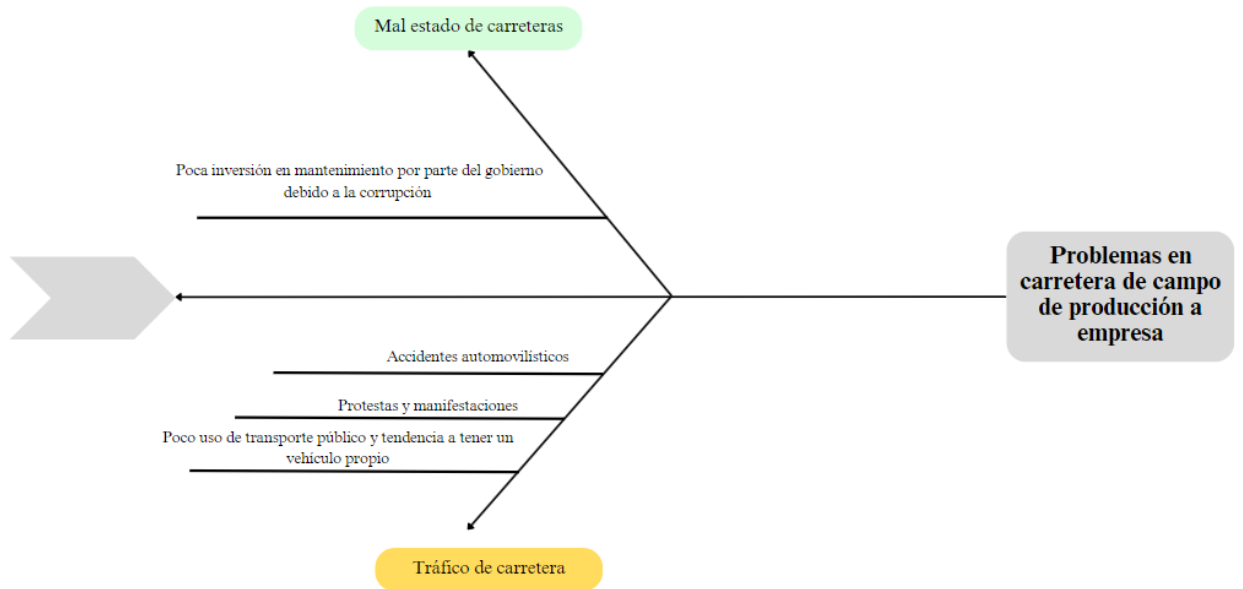 Mal estado de carreteras
Poca inversión en mantenimiento por parte del gobierno
debido a la corrupción
Problemas en
carretera de campo
de producción a
empresa
Accidentes automovilísticos
Protestas y manifestaciones
Poco uso de transporte público y tendencia a tener un
vehículo propio
Tráfico de carretera